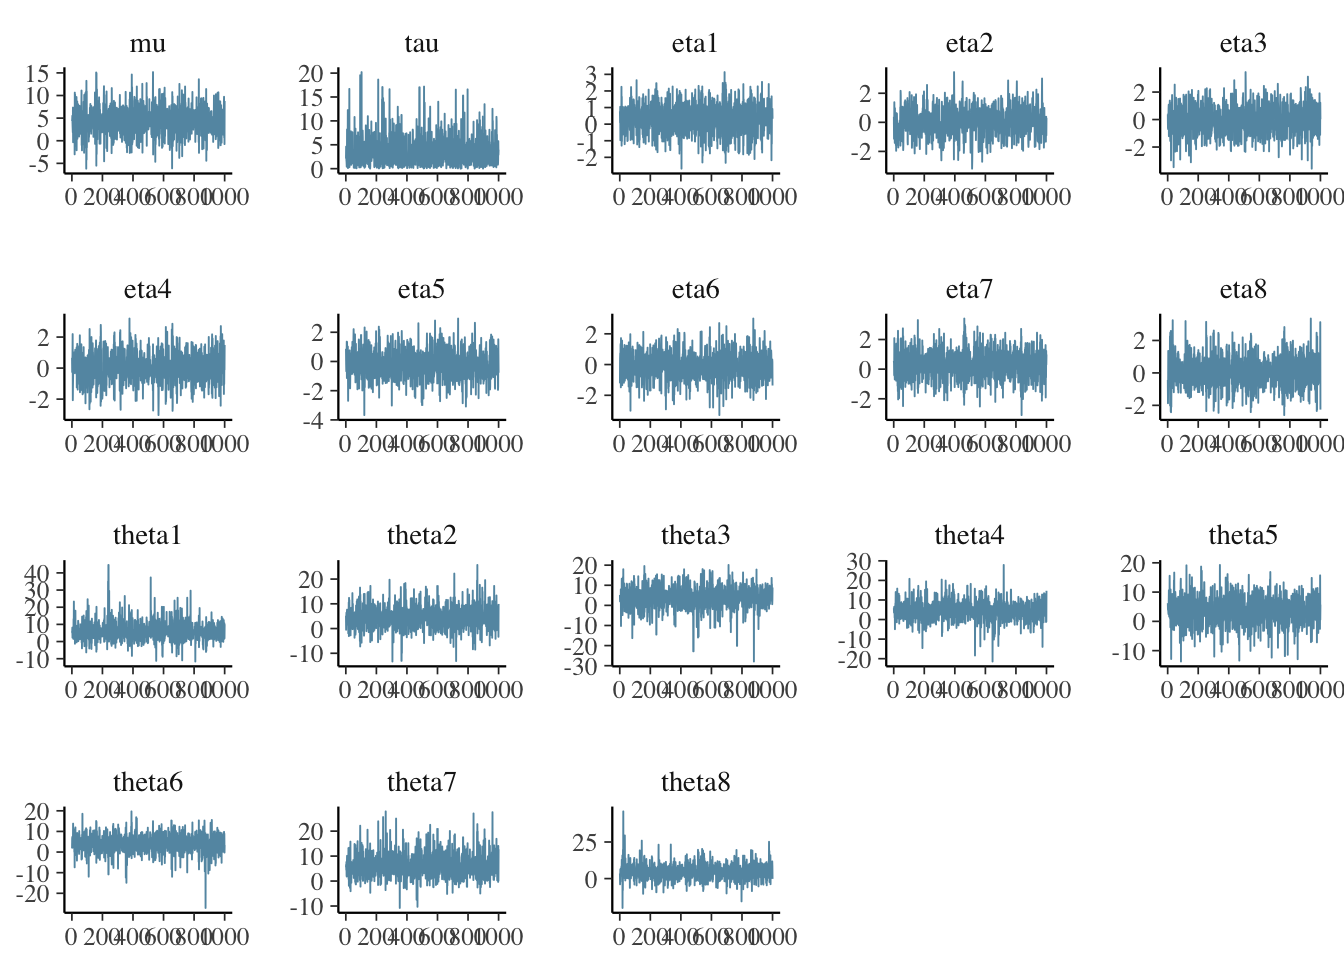 mu tau eta1 eta2 eta3
15 10 5 0 -5
20 15 10 5 0
3 2 1 0 -1 -2
2 0 -2
2 0 -2
0 200 400 600 800 1000
0 200 400 600 800 1000
0 200 400 600 800 1000
0 200 400 600 800 1000
0 200 400 600 800 1000
eta4 eta5 eta6 eta7 eta8
2 0 -2
2 0 -2 -4
2 0 -2
2 0 -2
2 0 -2
0 200 400 600 800 1000
0 200 400 600 800 1000
0 200 400 600 800 1000
0 200 400 600 800 1000
0 200 400 600 800 1000
theta1 theta2 theta3 theta4 theta5
40 30 20 10 0 -10
20 10 0 -10
20 10 0 -10 -20 -30
30 20 10 0 -10 -20
20 10 0 -10
0 200 400 600 800 1000
0 200 400 600 800 1000
0 200 400 600 800 1000
0 200 400 600 800 1000
0 200 400 600 800 1000
theta6 theta7 theta8
20 10 0 -10 -20
20 10 0 -10
25 0
0 200 400 600 800 1000
0 200 400 600 800 1000
0 200 400 600 800 1000